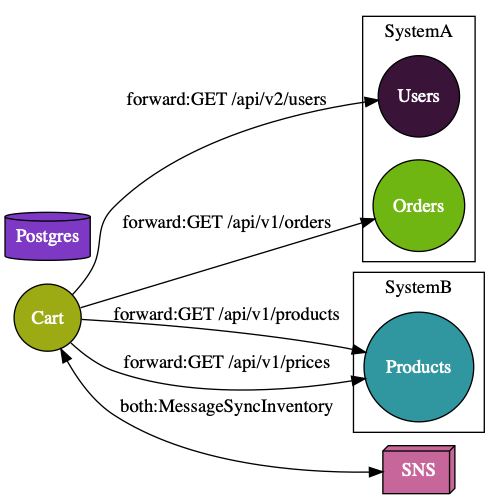 SystemA
forward:GET /api/v2/users
Users
forward:GET /api/v1/orders
Orders
Postgres
SystemB
Cart
forward:GET /api/v1/products
forward:GET /api/v1/prices
Products
both:MessageSyncInventory
SNS